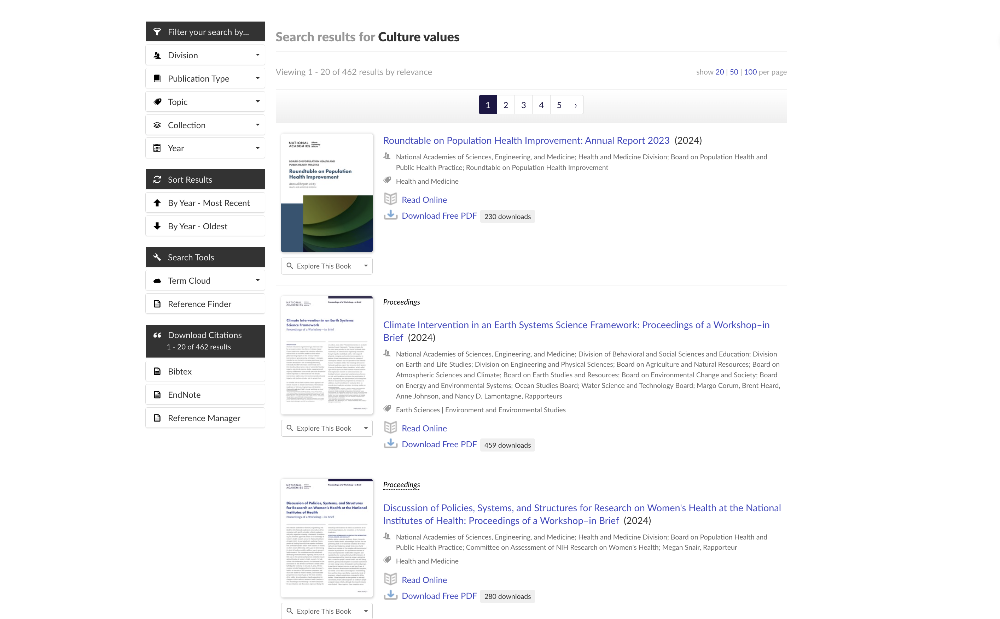 Filter your search by...
Division
Publication Type
Topic
Collection
Year
Sort Results
By Year - Most Recent
By Year - Oldest
Search Tools
Term Cloud
Reference Finder
Download Citations
1 - 20 of 462 results
Bibtex
EndNote
Reference Manager
Search results for Culture values
Viewing 1 - 20 of 462 results by relevance
show 20 | 50 | 100 per page
1 2 3 4 5 ›
NATIONAL
ACADEMIES
Sciences
Engineering
Medicine
BOARD ON POPULATION HEALTH AND
PUBLIC HEALTH PRACTICE
Roundtable on Population
Health Improvement
Annual Report 2023
HEALTH AND MEDICINE DIVISION
Explore This Book
Roundtable on Population Health Improvement: Annual Report 2023 (2024)
National Academies of Sciences, Engineering, and Medicine; Health and Medicine Division; Board on Population Health and
Public Health Practice; Roundtable on Population Health Improvement
Health and Medicine
Read Online
Download Free PDF 230 downloads
NATIONAL
ACADEMIES
Sciences
Engineering
Medicine
Proceedings of a Workshop—in Brief
Climate Intervention in an Earth Systems
Science Framework
Proceedings of a Workshop—in Brief
Explore This Book
Proceedings
Climate Intervention in an Earth Systems Science Framework: Proceedings of a Workshop–in
Brief (2024)
National Academies of Sciences, Engineering, and Medicine; Division of Behavioral and Social Sciences and Education; Division
on Earth and Life Studies; Division on Engineering and Physical Sciences; Board on Agriculture and Natural Resources; Board on
Atmospheric Sciences and Climate; Board on Earth Studies and Resources; Board on Environmental Change and Society; Board
on Energy and Environmental Systems; Ocean Studies Board; Water Science and Technology Board; Margo Corum, Brent Heard,
Anne Johnson, and Nancy D. Lamontagne, Rapporteurs
Earth Sciences | Environment and Environmental Studies
Read Online
Download Free PDF 459 downloads
NATIONAL
ACADEMIES
Sciences
Engineering
Medicine
Proceedings of a Workshop—in Brief
Discussion of Policies, Systems, and Structures
for Research on Women's Health at the National
Institutes of Health
Proceedings of a Workshop—in Brief
Explore This Book
Proceedings
Discussion of Policies, Systems, and Structures for Research on Women's Health at the National
Institutes of Health: Proceedings of a Workshop–in Brief (2024)
National Academies of Sciences, Engineering, and Medicine; Health and Medicine Division; Board on Population Health and
Public Health Practice; Committee on Assessment of NIH Research on Women's Health; Megan Snair, Rapporteur
Health and Medicine
Read Online
Download Free PDF 280 downloads